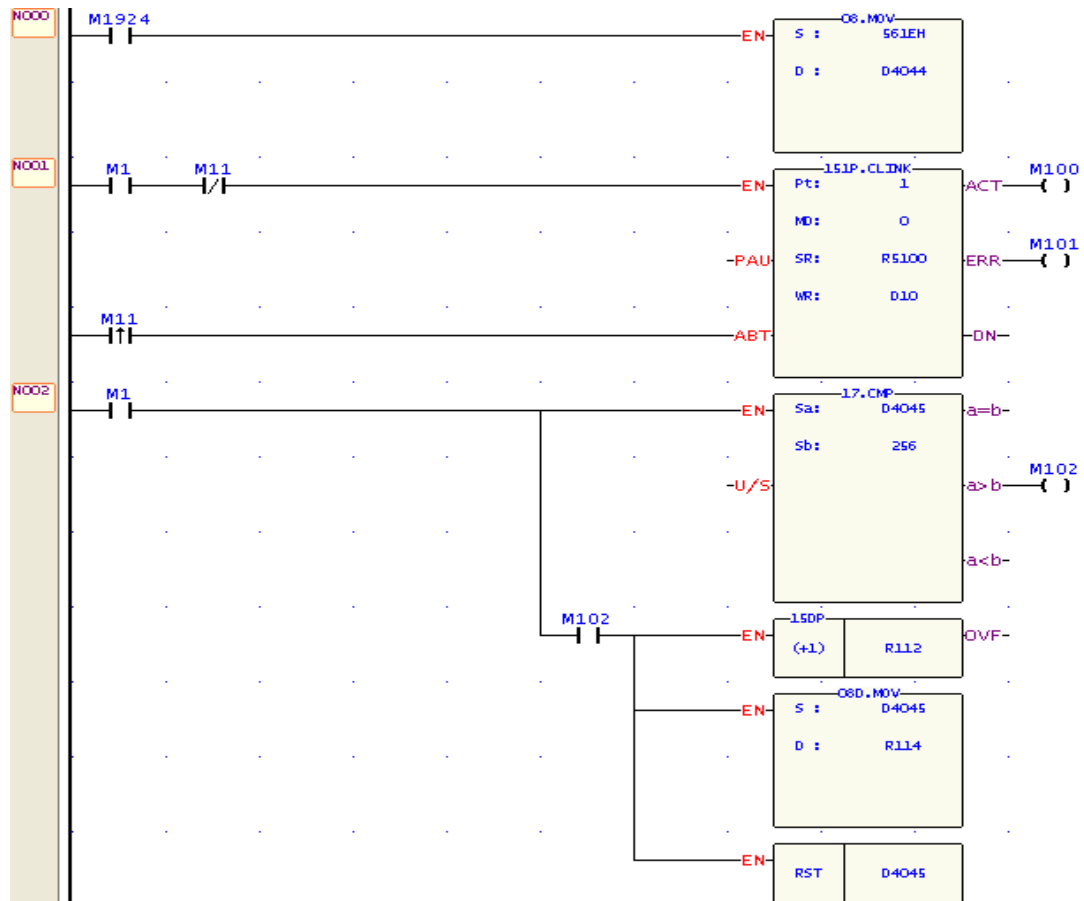 N000 M1924 08.MOV
EN S : 561EH
D : D4044
N001 M1 M11 151P.CLINK M100
EN Pt: 1 ACT
MD: 0 M101
PAU SR: R5100 ERR
WR: D10
M11
ABT DN
N002 M1 17.CMP
EN Sa: D4045 a=b
Sb: 256 M102
U/S a>b
a<b
M102 15DP
EN (+1) R112 OVF
08D.MOV
EN S : D4045
D : R114
EN RST D4045